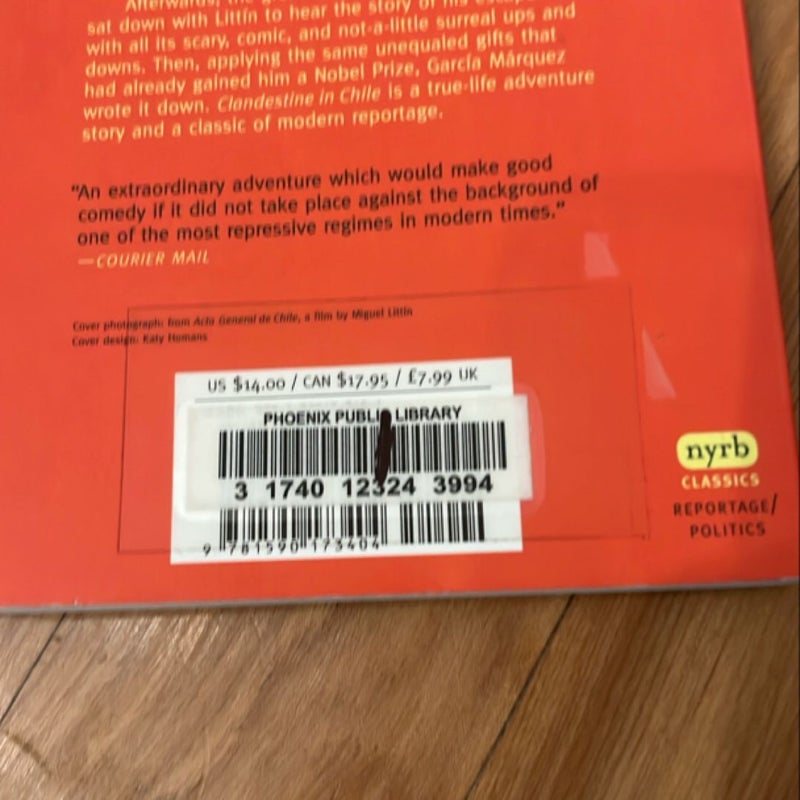 Afterwards, the
sat down with Littín to hear the story of his
with all its scary, comic, and not-a-little surreal ups and
downs. Then, applying the same unequaled gifts that
had already gained him a Nobel Prize, García Márquez
wrote it down. Clandestine in Chile is a true-life adventure
story and a classic of modern reportage.
“An extraordinary adventure which would make good
comedy if it did not take place against the background of
one of the most repressive regimes in modern times.”
—COURIER MAIL
Cover photograph: from Acta General de Chile, a film by Miguel Littín
Cover design: Katy Homans
US $14.00 / CAN $17.95 / £7.99 UK
PHOENIX PUBLIC LIBRARY
3 1740 12324 3994
9 781590 173404
nyrb
CLASSICS
REPORTAGE/
POLITICS